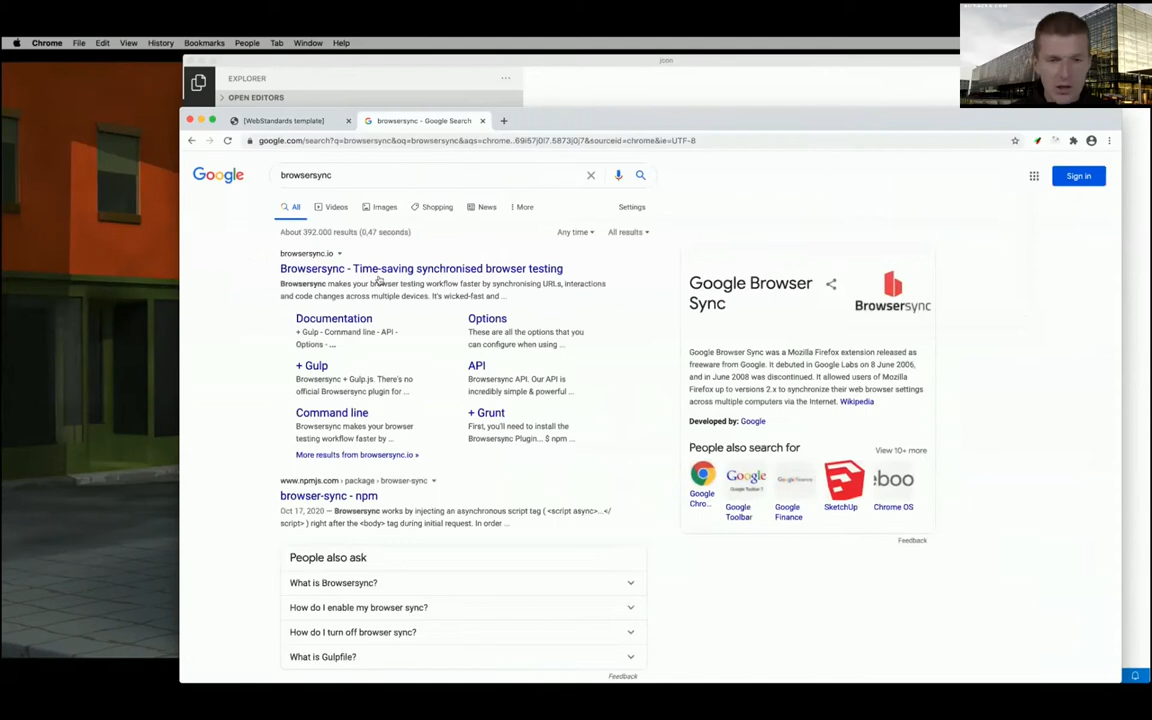 Chrome File Edit View History Bookmarks People Tab Window Help
jcon
EXPLORER ...
OPEN EDITORS
[WebStandards template]
browsersync - Google Search
google.com/search?q=browsersync&oq=browsersync&aqs=chrome..69i57j0l7.5873j0j7&sourceid=chrome&ie=UTF-8
Google
browsersync
Sign in
All Videos Images Shopping News More Settings
About 392.000 results (0,47 seconds)
Any time All results
browsersync.io
Browsersync - Time-saving synchronised browser testing
Browsersync makes your browser testing workflow faster by synchronising URLs, interactions
and code changes across multiple devices. It's wicked-fast and ...
Documentation
+ Gulp - Command line - API -
Options - ...
Options
These are all the options that you
can configure when using ...
+ Gulp
Browsersync + Gulp.js. There's no
official Browsersync plugin for ...
API
Browsersync API. Our API is
incredibly simple & powerful ...
Command line
Browsersync makes your browser
testing workflow faster by ...
+ Grunt
First, you'll need to install the
Browsersync Plugin... $ npm ...
More results from browsersync.io »
www.npmjs.com › package › browser-sync
browser-sync - npm
Oct 17, 2020 — Browsersync works by injecting an asynchronous script tag ( <script async>...</
script> ) right after the <body> tag during initial request. In order ...
People also ask
What is Browsersync?
How do I enable my browser sync?
How do I turn off browser sync?
What is Gulpfile?
Feedback
Google Browser
Sync
Browsersync
Google Browser Sync was a Mozilla Firefox extension released as
freeware from Google. It debuted in Google Labs on 8 June 2006,
and in June 2008 was discontinued. It allowed users of Mozilla
Firefox up to versions 2.x to synchronize their web browser settings
across multiple computers via the Internet. Wikipedia
Developed by: Google
People also search for
View 10+ more
Google
Chro...
Google
Toolbar
Google
Finance
SketchUp
eboo
Chrome OS
Feedback